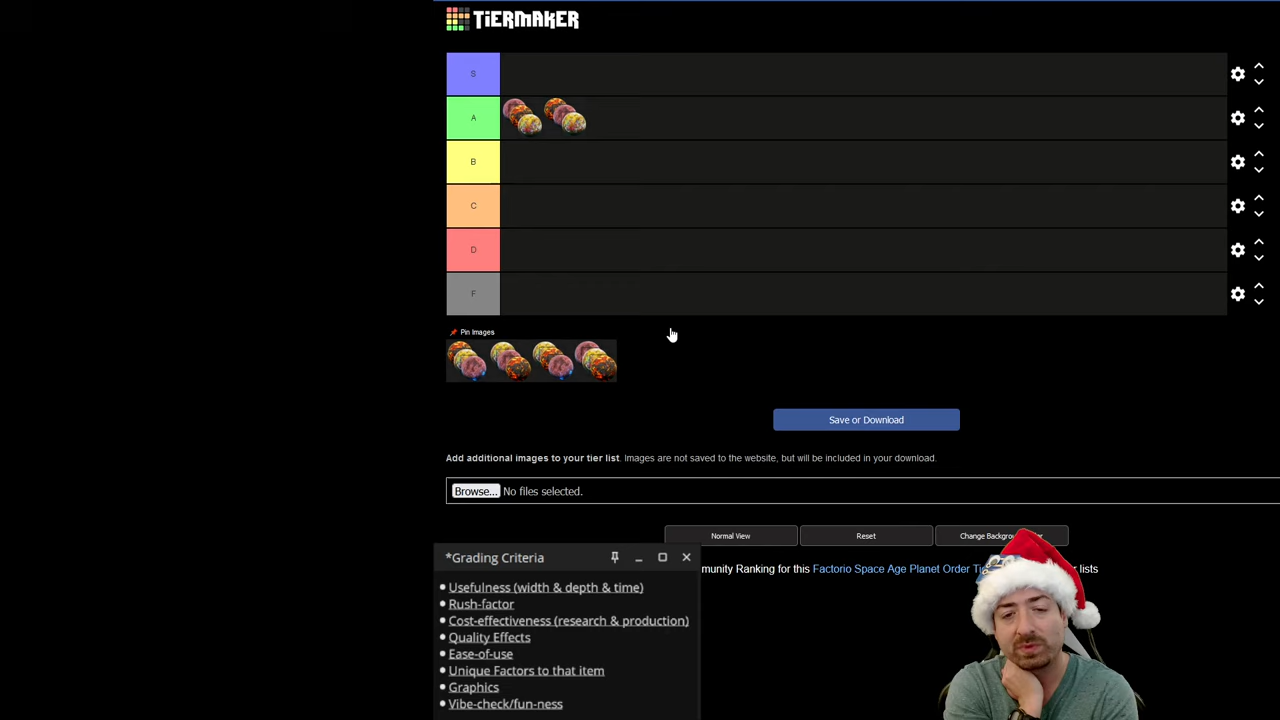 TiERMAKER
S
A
B
C
D
F
Pin Images
Save or Download
Add additional images to your tier list. Images are not saved to the website, but will be included in your download.
Browse... No files selected.
Normal View
Reset
Change Background
*Grading Criteria
munity Ranking for this Factorio Space Age Planet Order er lists
• Usefulness (width & depth & time)
• Rush-factor
• Cost-effectiveness (research & production)
• Quality Effects
• Ease-of-use
• Unique Factors to that item
• Graphics
• Vibe-check/fun-ness